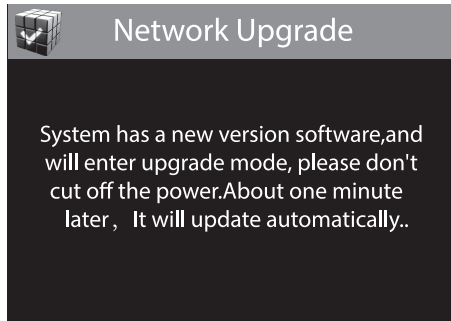 Network Upgrade
System has a new version software,and
will enter upgrade mode, please don't
cut off the power.About one minute
later， It will update automatically..